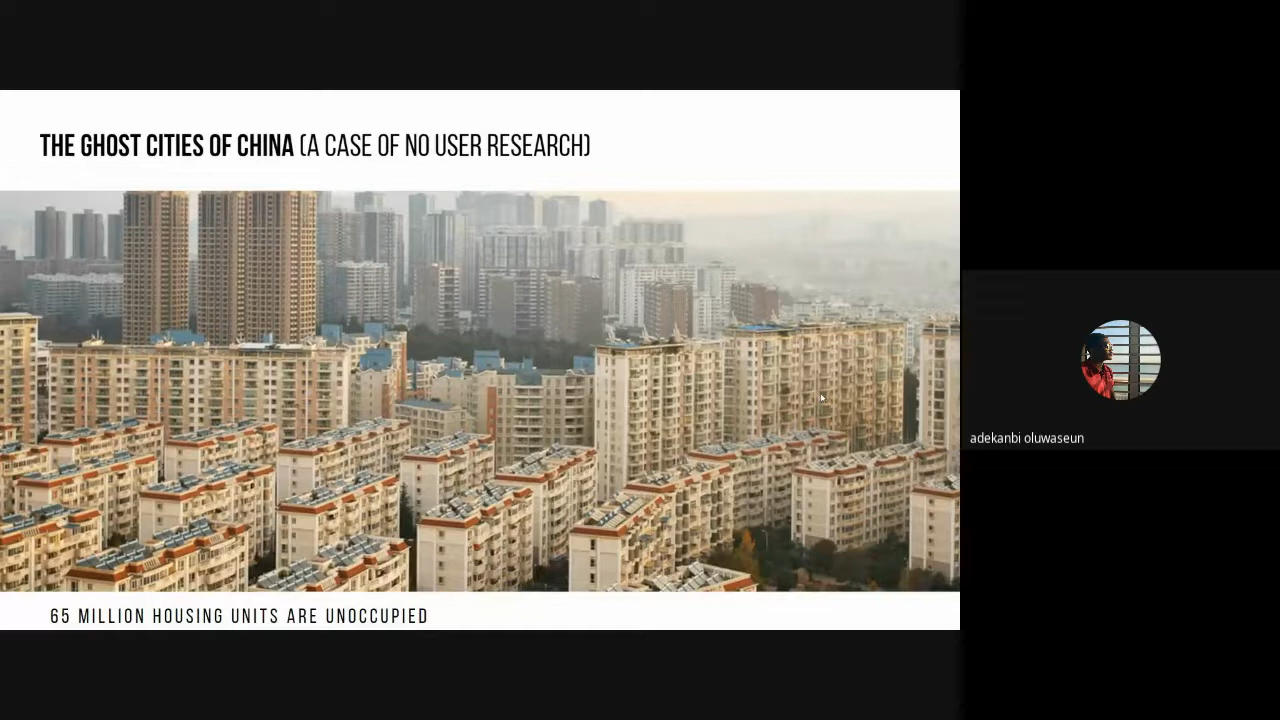 THE GHOST CITIES OF CHINA (A CASE OF NO USER RESEARCH)
65 MILLION HOUSING UNITS ARE UNOCCUPIED
adekanbi oluwaseun